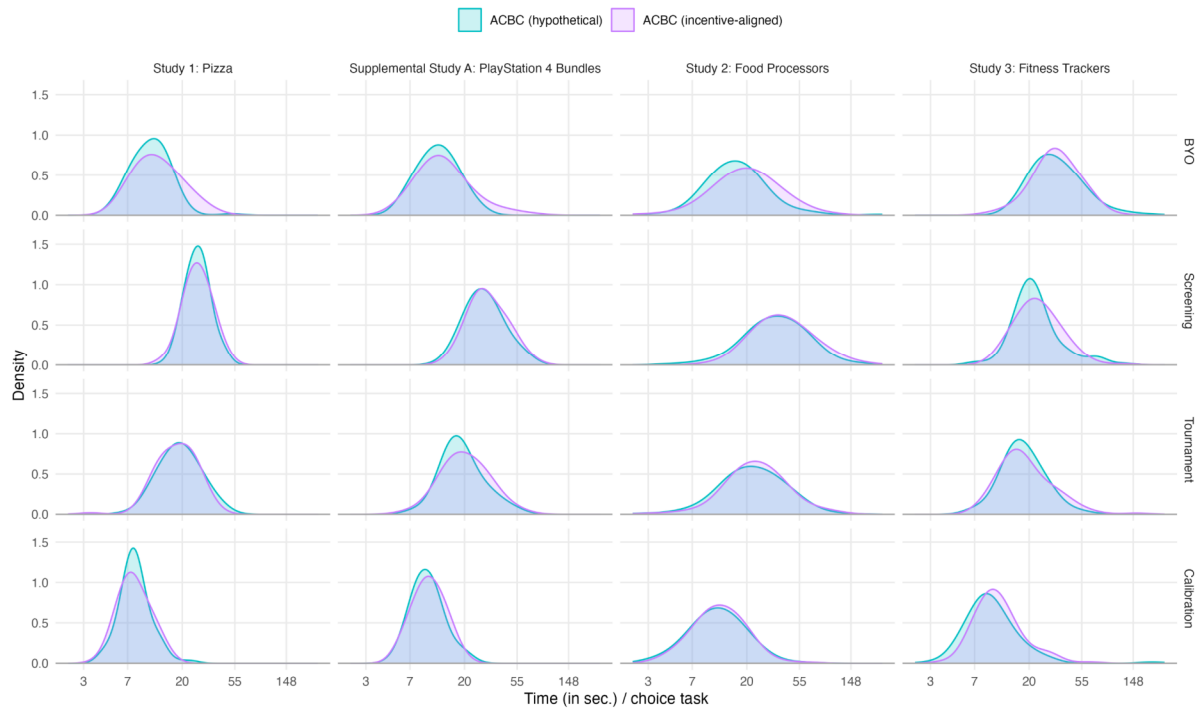 ACBC (hypothetical) ACBC (incentive-aligned)
Study 1: Pizza Supplemental Study A: PlayStation 4 Bundles Study 2: Food Processors Study 3: Fitness Trackers
1.5
1.0
0.5
0.0
BYO
1.5
1.0
0.5
0.0
Screening
Density
1.5
1.0
0.5
0.0
Tournament
1.5
1.0
0.5
0.0
Calibration
3 7 20 55 148 3 7 20 55 148 3 7 20 55 148 3 7 20 55 148
Time (in sec.) / choice task